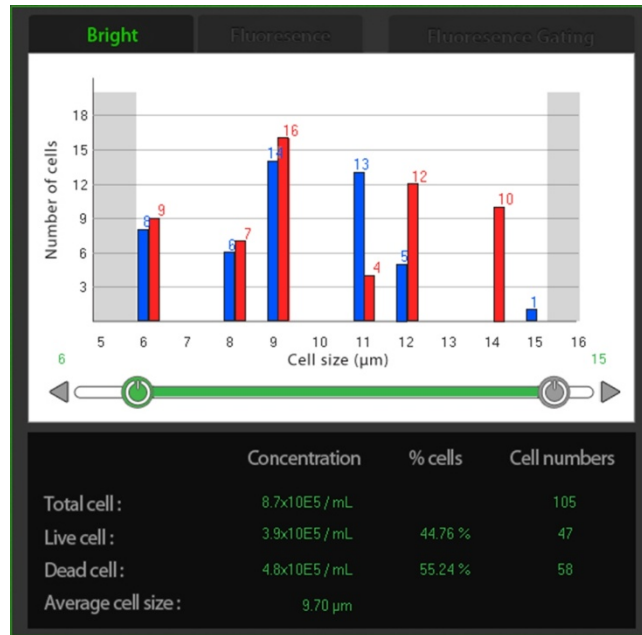 Bright Fluoresence Fluoresence Gating
Number of cells
18
15
12
9
6
3
8 9 6 7 14 16 13 4 5 12 10 1
5 6 7 8 9 10 11 12 13 14 15 16
Cell size (μm)
6 15
Concentration % cells Cell numbers
Total cell : 8.7x10E5 / mL 105
Live cell : 3.9x10E5 / mL 44.76 % 47
Dead cell : 4.8x10E5 / mL 55.24 % 58
Average cell size : 9.70 μm